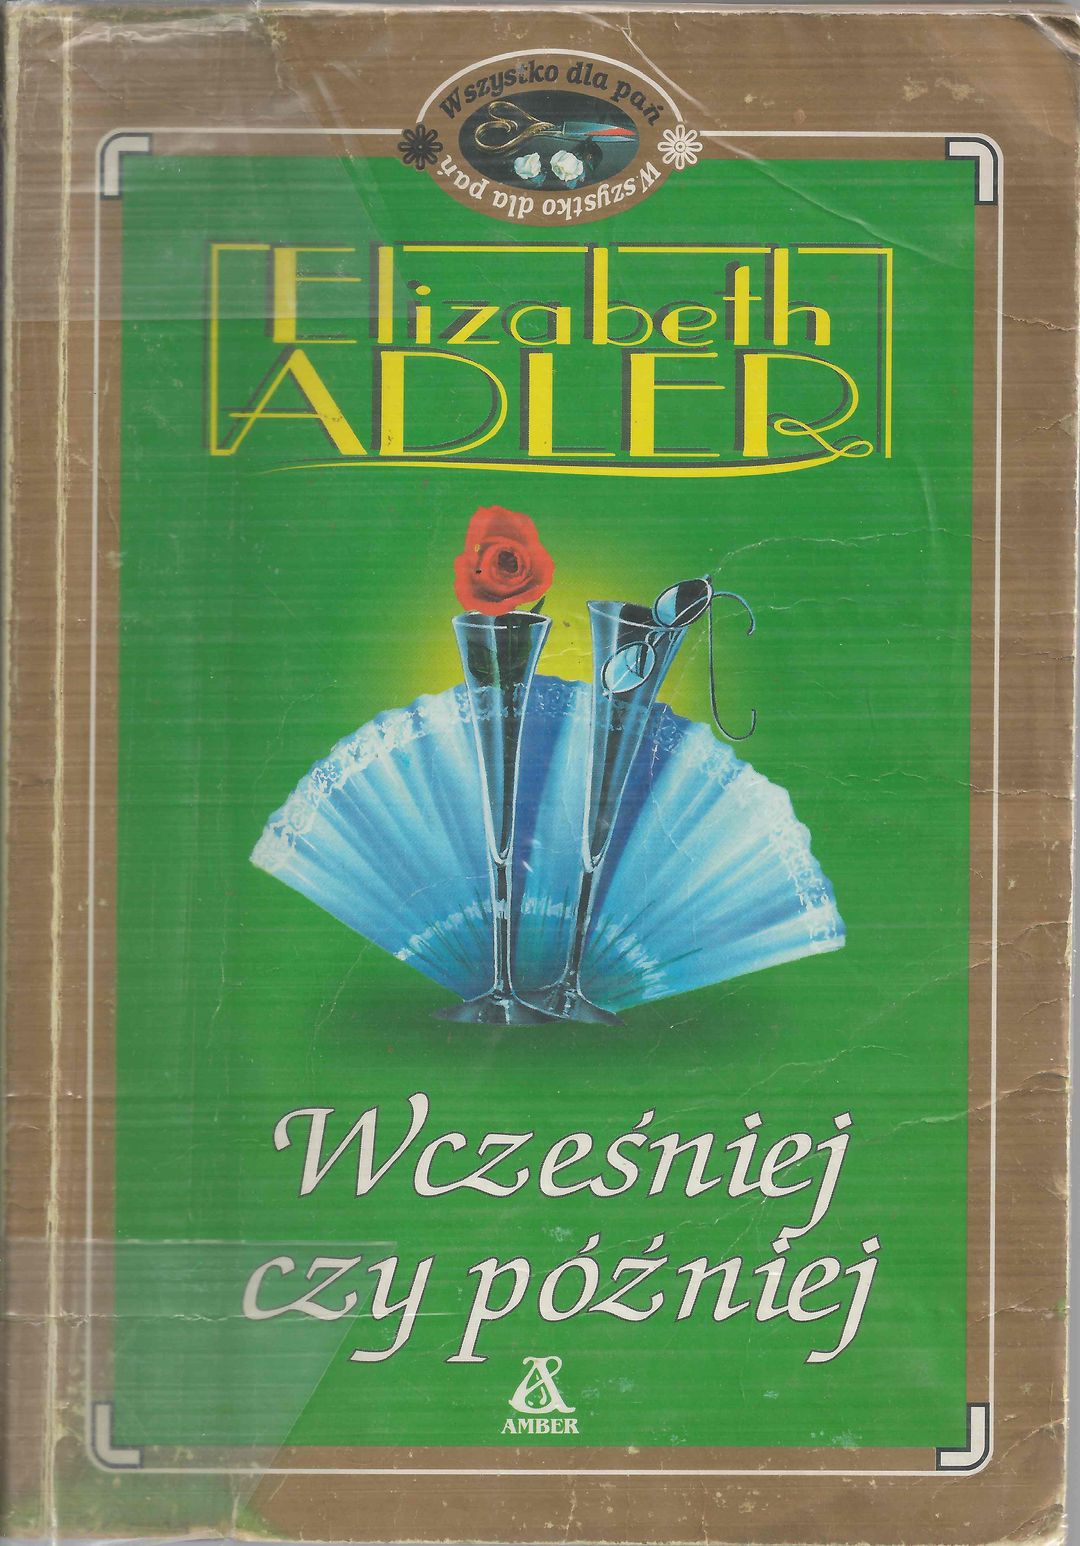 Wszystko dla pań
Wszystko dla pań
Elizabeth
ADLER
Wcześniej
czy później
A
AMBER